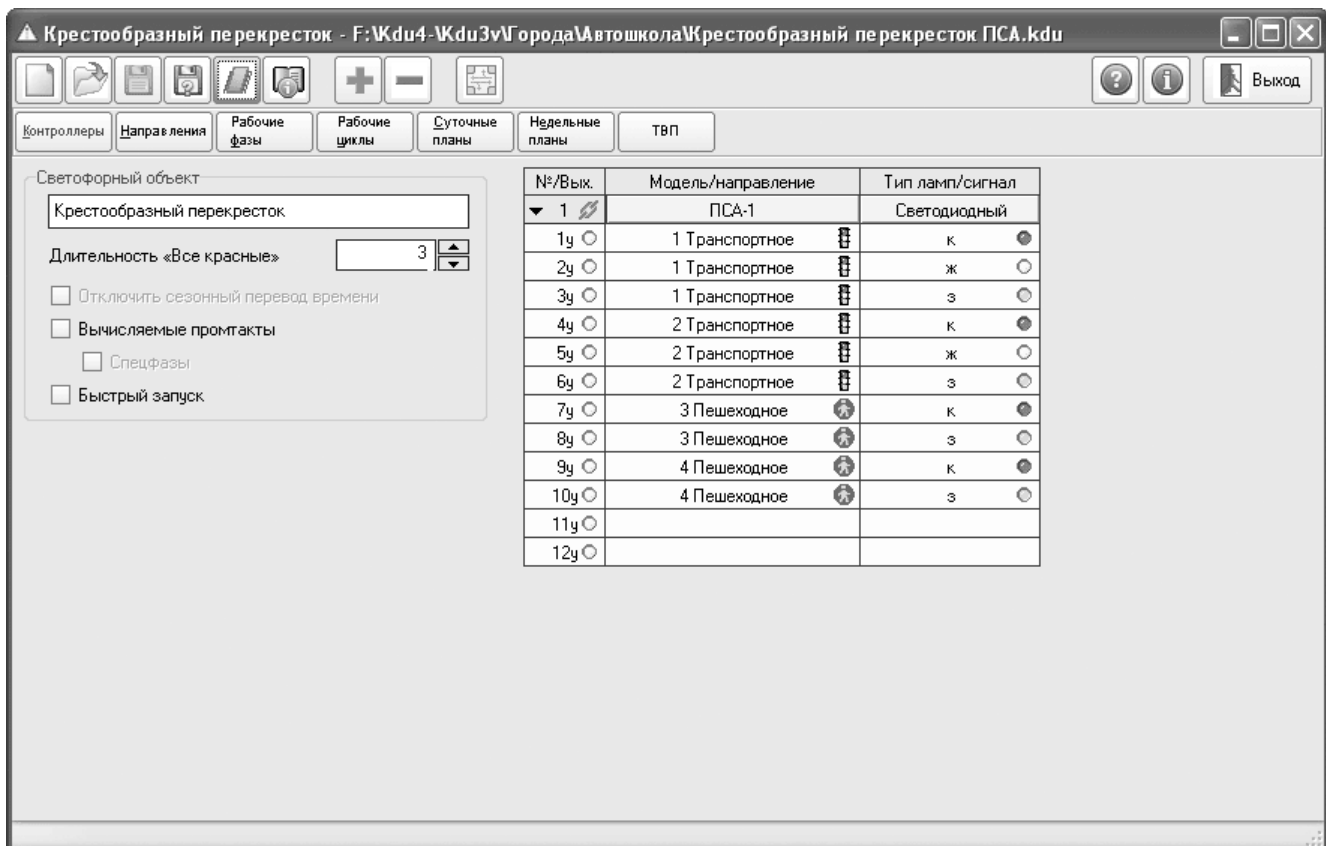 Крестообразный перекресток - F:\Kdu4-\Kdu3v\Города\Автошкола\Крестообразный перекресток ПСА.kdu
Выход
Контроллеры Направления Рабочие фазы Рабочие циклы Суточные планы Недельные планы ТВП
Светофорный объект
Крестообразный перекресток
Длительность «Все красные» 3
Отключить сезонный перевод времени
Вычисляемые промтакты
Спецфазы
Быстрый запуск
№/Вых. Модель/направление Тип ламп/сигнал
1 ПСА-1 Светодиодный
1у 1 Транспортное к
2у 1 Транспортное ж
3у 1 Транспортное з
4у 2 Транспортное к
5у 2 Транспортное ж
6у 2 Транспортное з
7у 3 Пешеходное к
8у 3 Пешеходное з
9у 4 Пешеходное к
10у 4 Пешеходное з
11у
12у